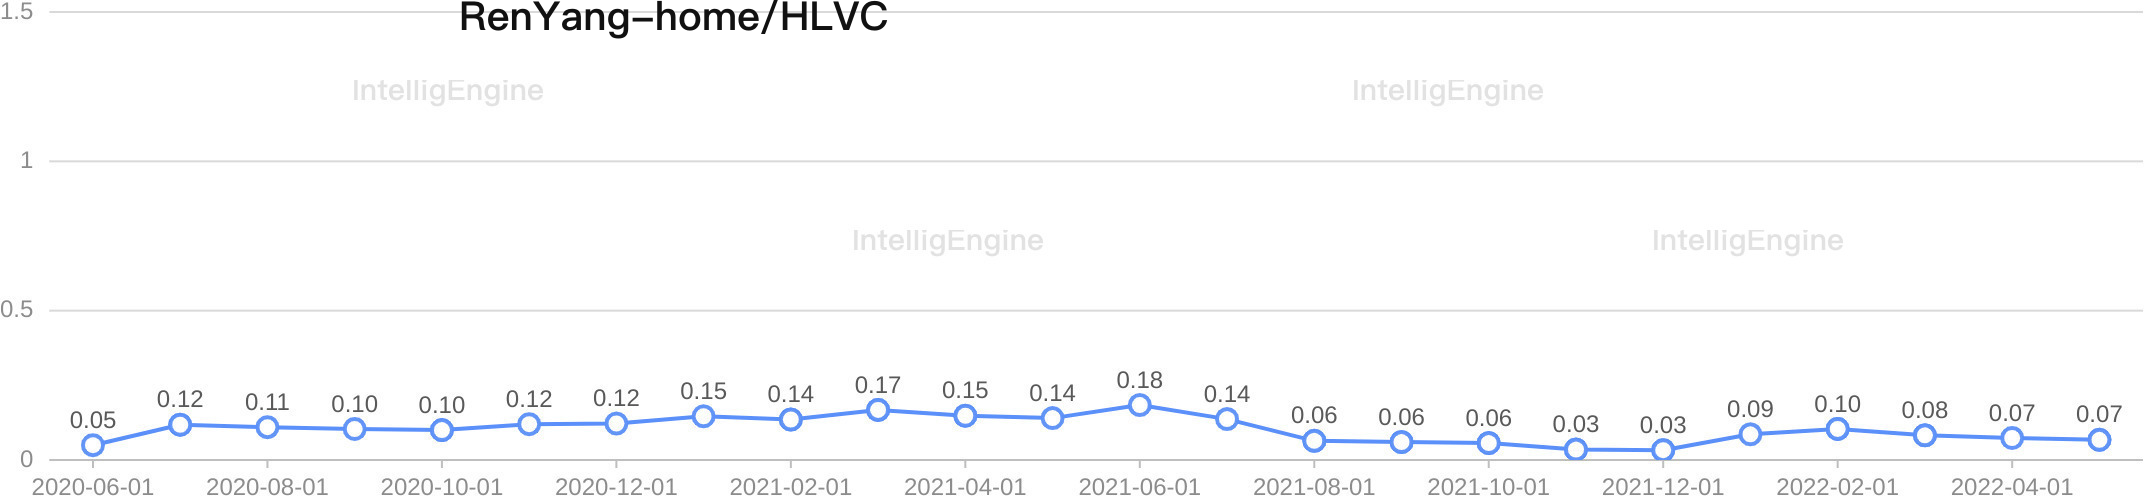 RenYang-home/HLVC
1.5
IntelligEngine IntelligEngine
1
IntelligEngine IntelligEngine
0.5
0.05 0.12 0.11 0.10 0.10 0.12 0.12 0.15 0.14 0.17 0.15 0.14 0.18 0.14 0.06 0.06 0.06 0.03 0.03 0.09 0.10 0.08 0.07 0.07
0
2020-06-01 2020-08-01 2020-10-01 2020-12-01 2021-02-01 2021-04-01 2021-06-01 2021-08-01 2021-10-01 2021-12-01 2022-02-01 2022-04-01